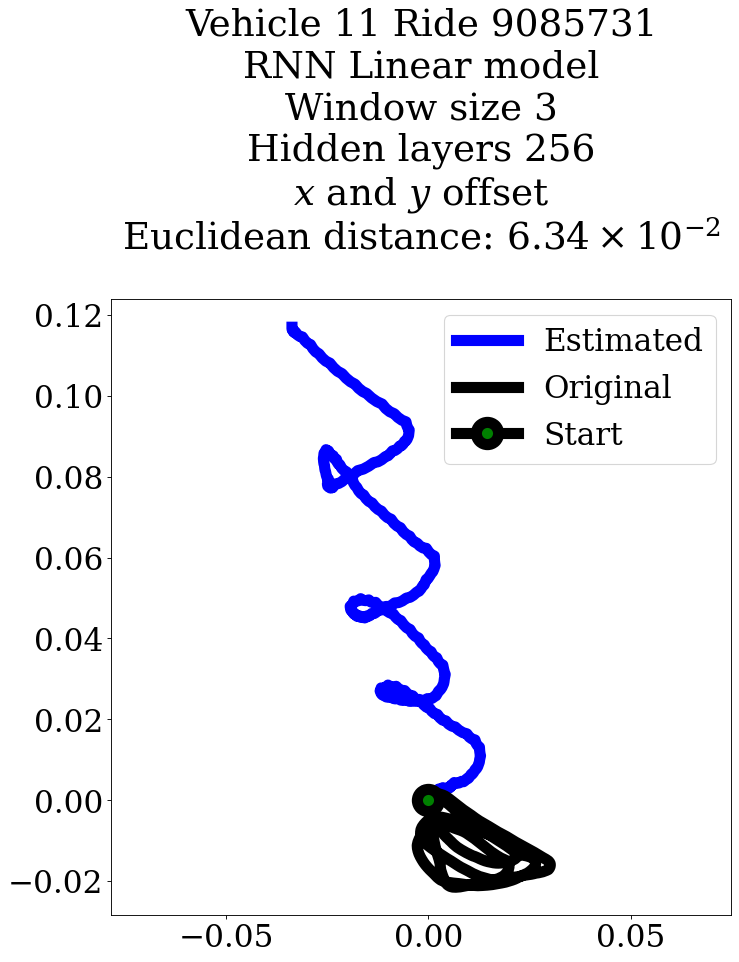 Vehicle 11 Ride 9085731
RNN Linear model
Window size 3
Hidden layers 256
x and y offset
Euclidean distance: 6.34 × 10⁻²
Estimated
Original
Start
0.12
0.10
0.08
0.06
0.04
0.02
0.00
−0.02
−0.05 0.00 0.05